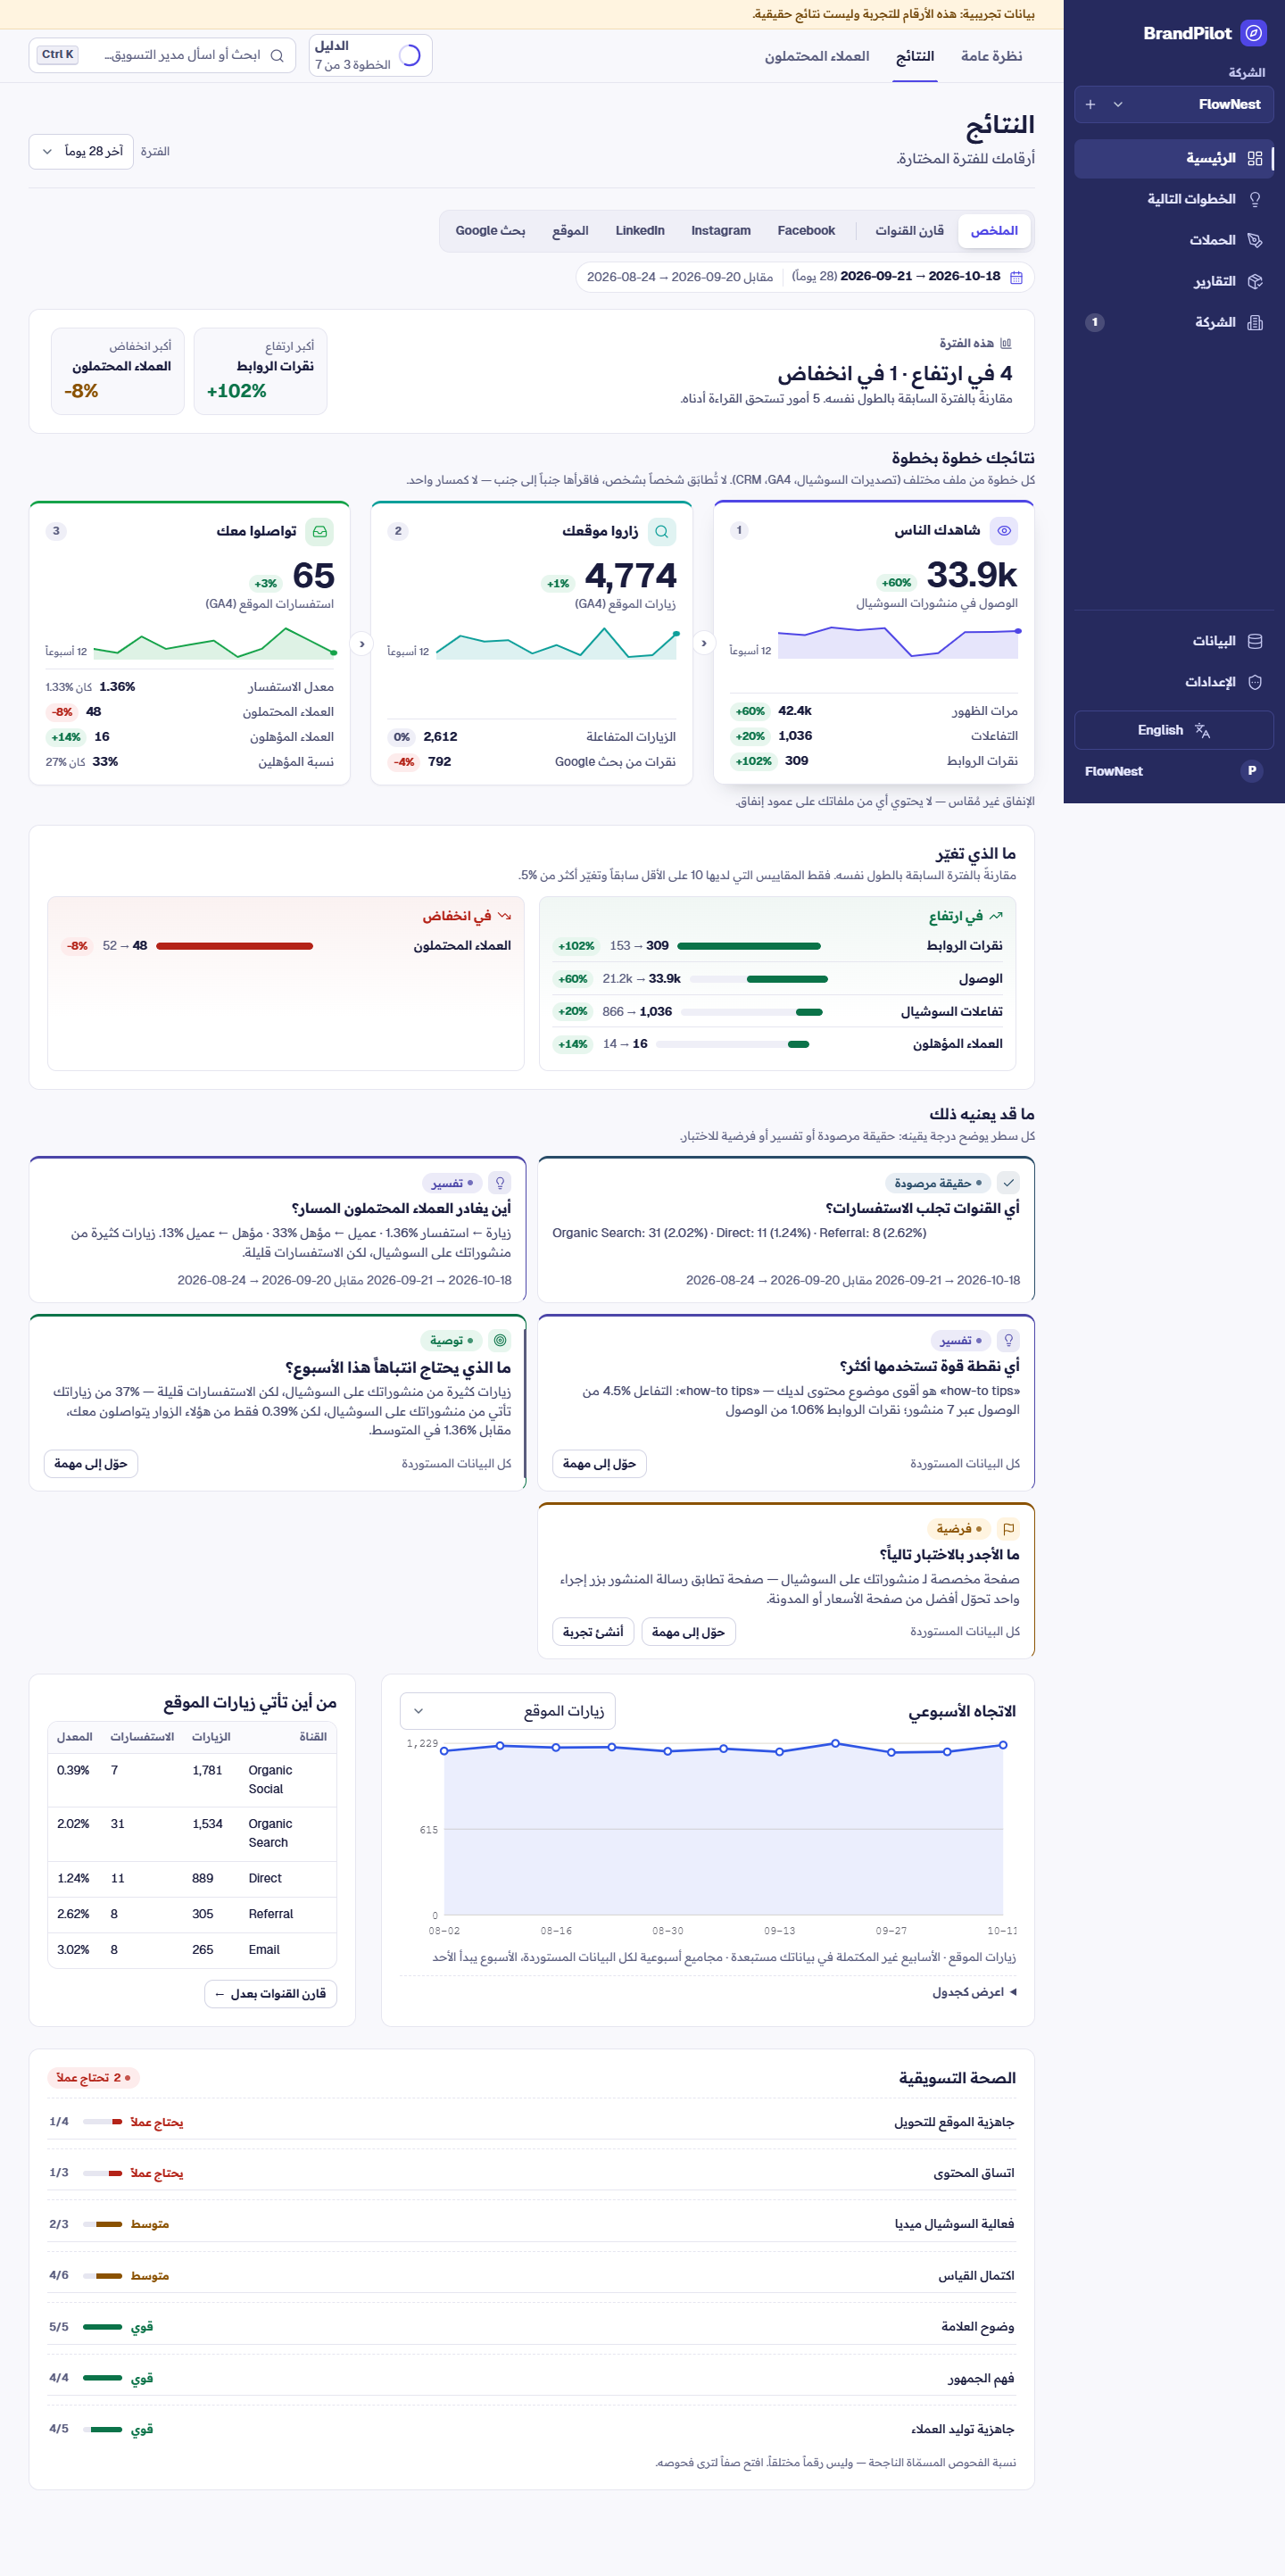 بيانات تجريبية: هذه الأرقام للتجربة وليست نتائج حقيقية.
BrandPilot
الشركة
FlowNest
الرئيسية
الخطوات التالية
الحملات
التقارير
الشركة 1
البيانات
الإعدادات
English
P FlowNest
نظرة عامة
النتائج
العملاء المحتملون
الدليل
الخطوة 3 من 7
ابحث أو اسأل مدير التسويق...
Ctrl K
النتائج
أرقامك للفترة المختارة.
الفترة
آخر 28 يوماً
الملخص
قارن القنوات
Facebook
Instagram
LinkedIn
الموقع
بحث Google
2026-09-21 → 2026-10-18 (28 يوماً) مقابل 2026-08-24 → 2026-09-20
هذه الفترة
4 في ارتفاع · 1 في انخفاض
مقارنةً بالفترة السابقة بالطول نفسه. 5 أمور تستحق القراءة أدناه.
أكبر ارتفاع
نقرات الروابط
+102%
أكبر انخفاض
العملاء المحتملون
-8%
نتائجك خطوة بخطوة
كل خطوة من ملف مختلف (تصديرات السوشيال، GA4، CRM). لا تُطابَق شخصاً بشخص، فاقرأها جنباً إلى جنب — لا كمسار واحد.
شاهدك الناس 1
33.9k +60%
الوصول في منشورات السوشيال
12 أسبوعاً
مرات الظهور 42.4k +60%
التفاعلات 1,036 +20%
نقرات الروابط 309 +102%
زاروا موقعك 2
4,774 +1%
زيارات الموقع (GA4)
12 أسبوعاً
الزيارات المتفاعلة 2,612 0%
نقرات من بحث Google 792 -4%
تواصلوا معك 3
65 +3%
استفسارات الموقع (GA4)
12 أسبوعاً
معدل الاستفسار 1.36% كان 1.33%
العملاء المحتملون 48 -8%
العملاء المؤهلون 16 +14%
نسبة المؤهلين 33% كان 27%
الإنفاق غير مُقاس — لا يحتوي أي من ملفاتك على عمود إنفاق.
ما الذي تغيّر
مقارنةً بالفترة السابقة بالطول نفسه. فقط المقاييس التي لديها 10 على الأقل سابقاً وتغيّر أكثر من 5%.
في ارتفاع
نقرات الروابط 153 → 309 +102%
الوصول 21.2k → 33.9k +60%
تفاعلات السوشيال 866 → 1,036 +20%
العملاء المؤهلون 14 → 16 +14%
في انخفاض
العملاء المحتملون 52 → 48 -8%
ما قد يعنيه ذلك
كل سطر يوضح درجة يقينه: حقيقة مرصودة أو تفسير أو فرضية للاختبار.
حقيقة مرصودة
أي القنوات تجلب الاستفسارات؟
Organic Search: 31 (2.02%) · Direct: 11 (1.24%) · Referral: 8 (2.62%)
2026-09-21 → 2026-10-18 مقابل 2026-08-24 → 2026-09-20
تفسير
أين يغادر العملاء المحتملون المسار؟
زيارة ← استفسار 1.36% · عميل ← مؤهل 33% · مؤهل ← عميل 13%. زيارات كثيرة من
منشوراتك على السوشيال، لكن الاستفسارات قليلة.
2026-09-21 → 2026-10-18 مقابل 2026-08-24 → 2026-09-20
تفسير
أي نقطة قوة تستخدمها أكثر؟
«how-to tips» هو أقوى موضوع محتوى لديك — «how-to tips»: التفاعل 4.5% من
الوصول عبر 7 منشور؛ نقرات الروابط 1.06% من الوصول
كل البيانات المستوردة
حوّل إلى مهمة
توصية
ما الذي يحتاج انتباهاً هذا الأسبوع؟
زيارات كثيرة من منشوراتك على السوشيال، لكن الاستفسارات قليلة — 37% من زياراتك
تأتي من منشوراتك على السوشيال، لكن 0.39% فقط من هؤلاء الزوار يتواصلون معك،
مقابل 1.36% في المتوسط.
كل البيانات المستوردة
حوّل إلى مهمة
فرضية
ما الأجدر بالاختبار تالياً؟
صفحة مخصصة لـ منشوراتك على السوشيال — صفحة تطابق رسالة المنشور بزر إجراء
واحد تحوّل أفضل من صفحة الأسعار أو المدونة.
كل البيانات المستوردة
حوّل إلى مهمة
أنشئ تجربة
الاتجاه الأسبوعي
زيارات الموقع
1,229
615
0
08-02 08-16 08-30 09-13 09-27 10-11
زيارات الموقع · الأسابيع غير المكتملة في بياناتك مستبعدة · مجاميع أسبوعية لكل البيانات المستوردة، الأسبوع يبدأ الأحد
اعرض كجدول
من أين تأتي زيارات الموقع
القناة الزيارات الاستفسارات المعدل
Organic Social 1,781 7 0.39%
Organic Search 1,534 31 2.02%
Direct 889 11 1.24%
Referral 305 8 2.62%
Email 265 8 3.02%
قارن القنوات بعدل ←
الصحة التسويقية
2 تحتاج عملاً
جاهزية الموقع للتحويل يحتاج عملاً 1/4
اتساق المحتوى يحتاج عملاً 1/3
فعالية السوشيال ميديا متوسط 2/3
اكتمال القياس متوسط 4/6
وضوح العلامة قوي 5/5
فهم الجمهور قوي 4/4
جاهزية توليد العملاء قوي 4/5
نسبة الفحوص المسمّاة الناجحة — وليس رقماً مختلقاً. افتح صفاً لترى فحوصه.